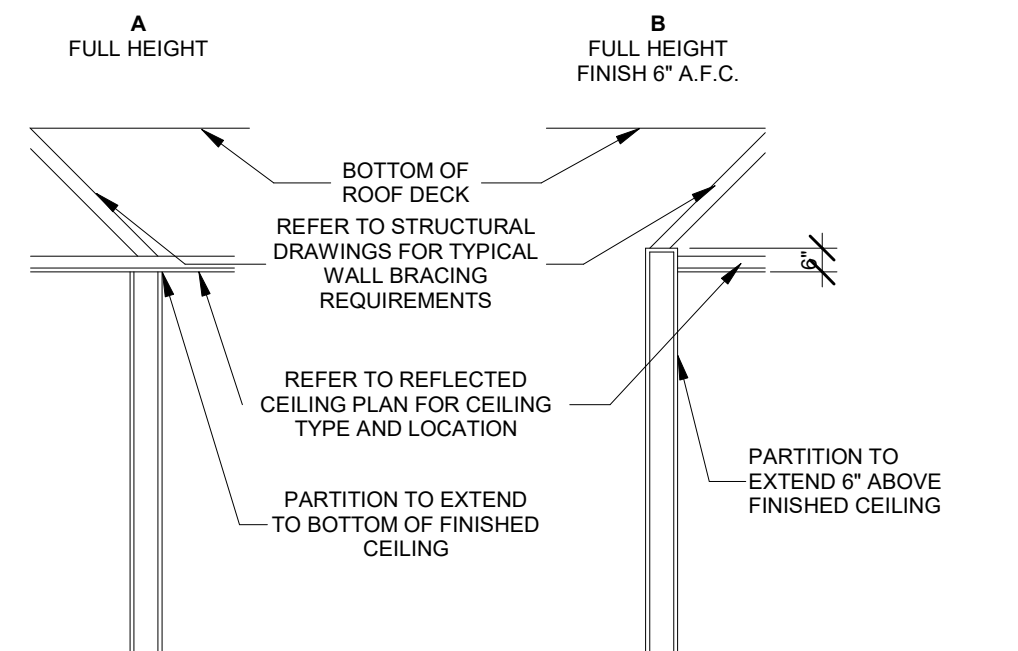 A
FULL HEIGHT
B
FULL HEIGHT
FINISH 6" A.F.C.
BOTTOM OF
ROOF DECK
REFER TO STRUCTURAL
DRAWINGS FOR TYPICAL
WALL BRACING
REQUIREMENTS
6"
REFER TO REFLECTED
CEILING PLAN FOR CEILING
TYPE AND LOCATION
PARTITION TO
EXTEND 6" ABOVE
FINISHED CEILING
PARTITION TO EXTEND
TO BOTTOM OF FINISHED
CEILING